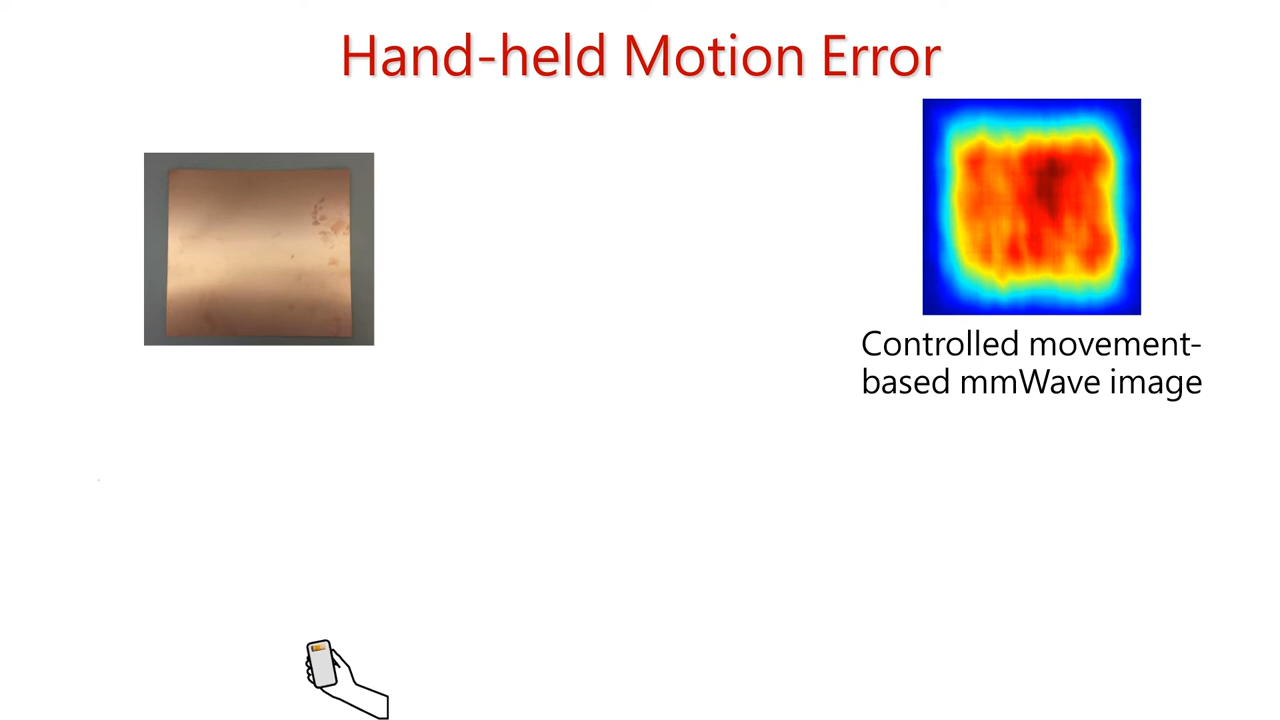 Hand-held Motion Error
Controlled movement-
based mmWave image